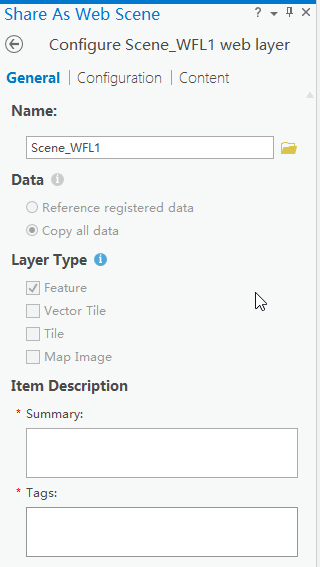 Share As Web Scene
Configure Scene_WFL1 web layer
General | Configuration | Content
Name:
Scene_WFL1
Data
Reference registered data
Copy all data
Layer Type
Feature
Vector Tile
Tile
Map Image
Item Description
* Summary:
* Tags: